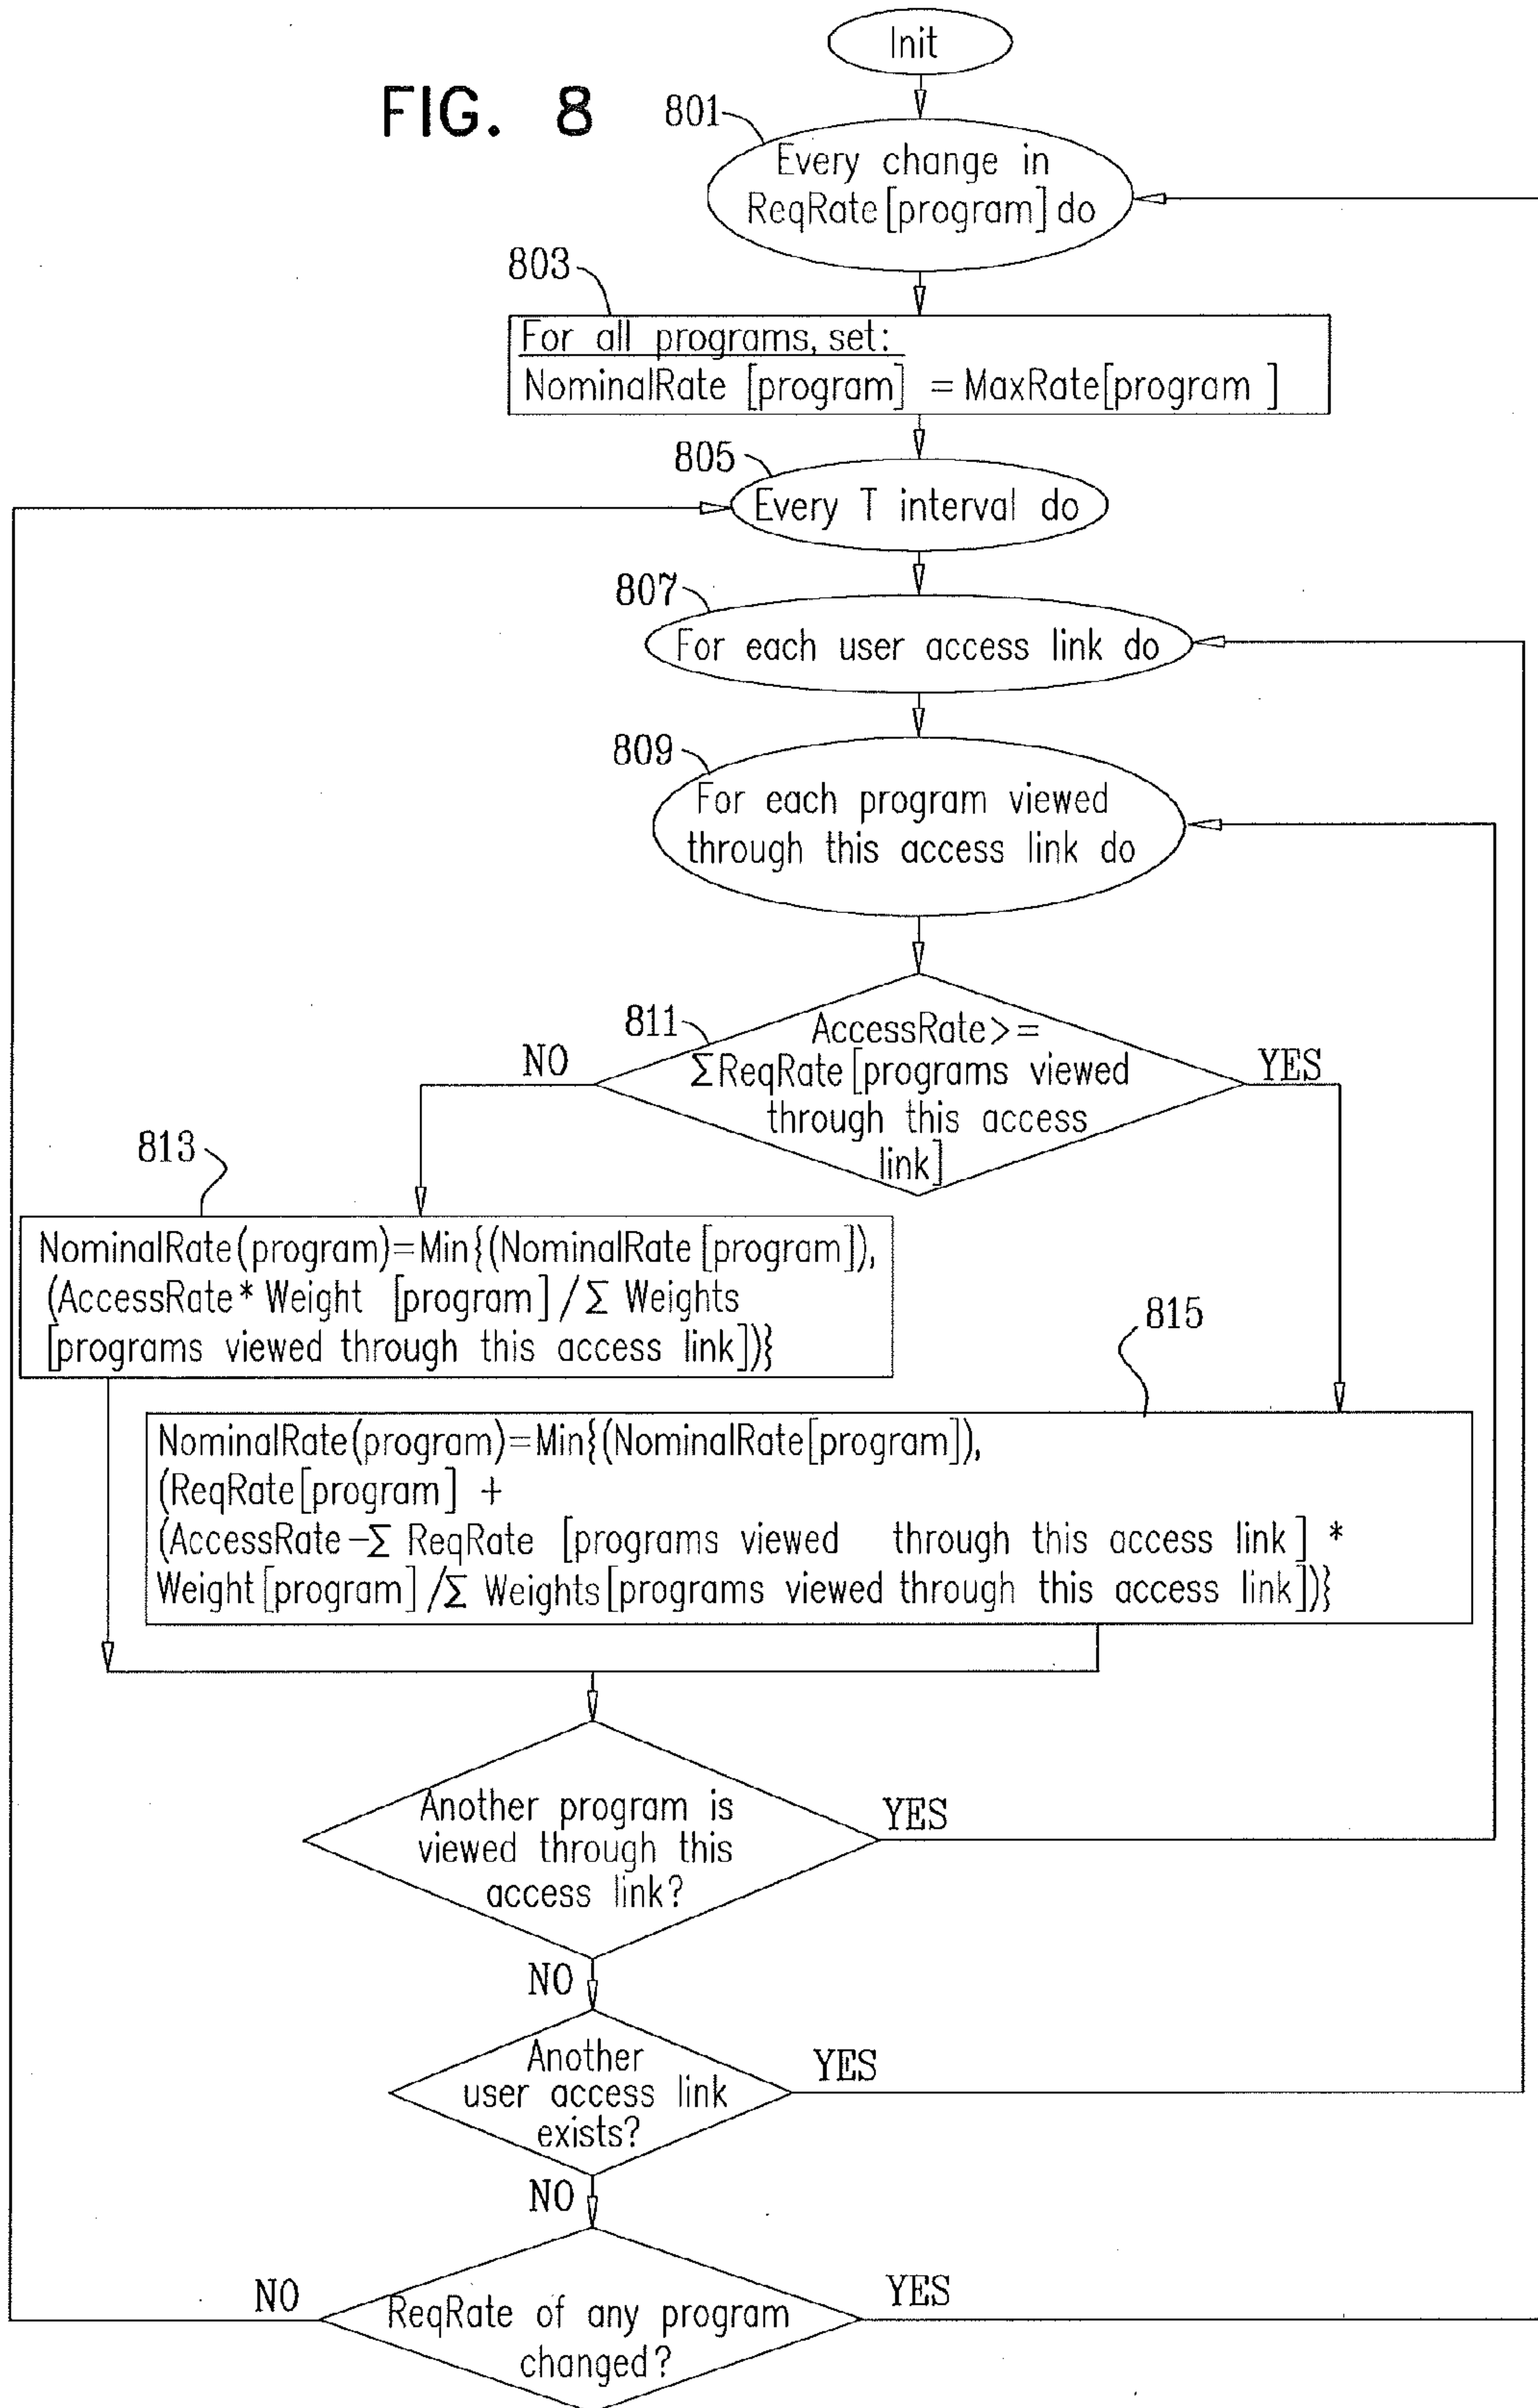 Init
FIG. 8
801
Every change in
ReqRate[program] do
803
For all programs, set:
NominalRate [program] = MaxRate[program ]
805
Every T interval do
807
For each user access link do
809
For each program viewed
through this access link do
811
AccessRate>=
ΣReqRate[programs viewed
through this access
link]
NO
YES
813
NominalRate(program)=Min{(NominalRate[program]),
(AccessRate* Weight [program]/Σ Weights
[programs viewed through this access link])}
815
NominalRate(program)=Min{(NominalRate[program]),
(ReqRate[program] +
(AccessRate-Σ ReqRate [programs viewed through this access link] *
Weight[program]/Σ Weights[programs viewed through this access link])}
Another program is
viewed through this
access link?
YES
NO
Another
user access link
exists?
YES
NO
ReqRate of any program
changed?
NO
YES